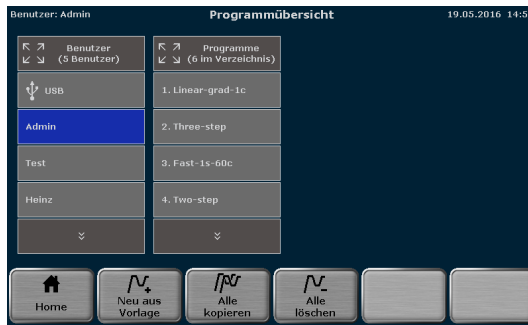 Benutzer: Admin
Programmübersicht
19.05.2016 14:5
Benutzer
(5 Benutzer)
Programme
(6 im Verzeichnis)
USB
Admin
Test
Heinz
1. Linear-grad-1c
2. Three-step
3. Fast-1s-60c
4. Two-step
Home
Neu aus
Vorlage
Alle
kopieren
Alle
löschen